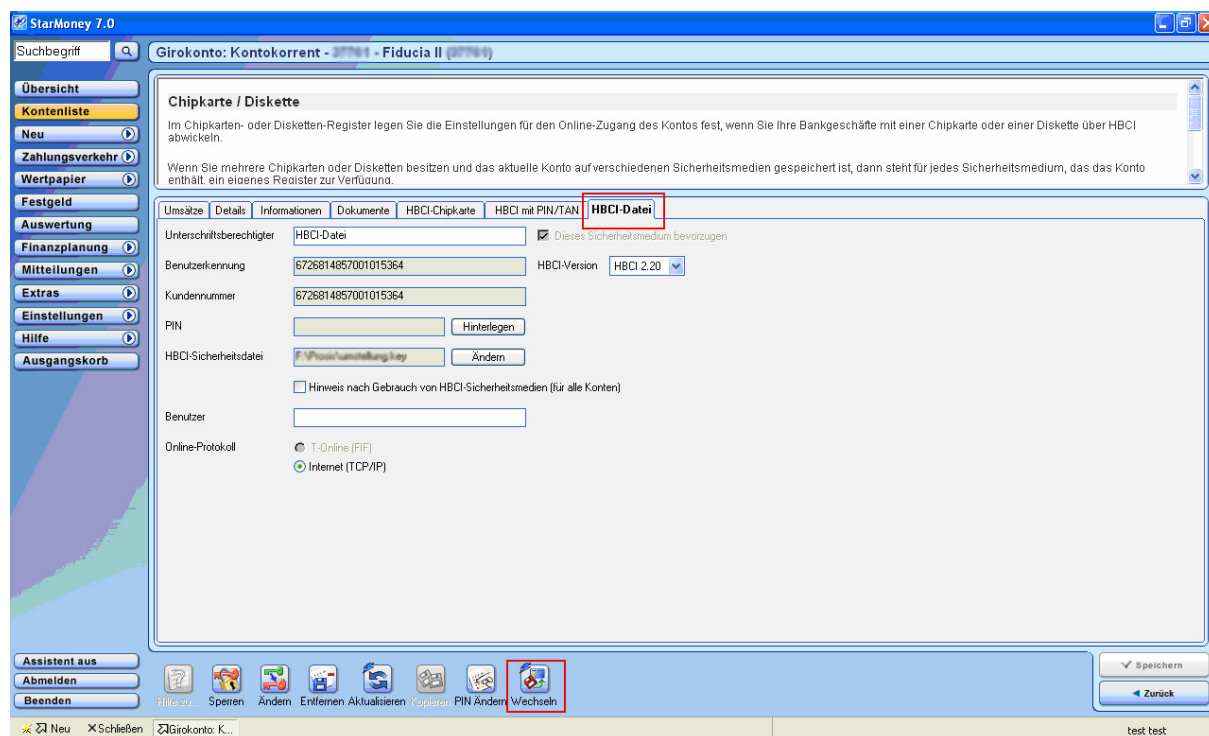 StarMoney 7.0
Suchbegriff
Girokonto: Kontokorrent - - Fiducia II
Übersicht
Kontenliste
Neu
Zahlungsverkehr
Wertpapier
Festgeld
Auswertung
Finanzplanung
Mitteilungen
Extras
Einstellungen
Hilfe
Ausgangskorb
Chipkarte / Diskette
Im Chipkarten- oder Disketten-Register legen Sie die Einstellungen für den Online-Zugang des Kontos fest, wenn Sie Ihre Bankgeschäfte mit einer Chipkarte oder einer Diskette über HBCI
abwickeln.
Wenn Sie mehrere Chipkarten oder Disketten besitzen und das aktuelle Konto auf verschiedenen Sicherheitsmedien gespeichert ist, dann steht für jedes Sicherheitsmedium, das das Konto
enthält, ein eigenes Register zur Verfügung.
Umsätze Details Informationen Dokumente HBCI-Chipkarte HBCI mit PIN/TAN HBCI-Datei
Unterschriftsberechtigter HBCI-Datei Dieses Sicherheitsmedium bevorzugen
Benutzerkennung 6726814857001015364 HBCI-Version HBCI 2.20
Kundennummer 6726814857001015364
PIN Hinterlegen
HBCI-Sicherheitsdatei Ändern
Hinweis nach Gebrauch von HBCI-Sicherheitsmedien (für alle Konten)
Benutzer
Online-Protokoll T-Online (FIF)
Internet (TCP/IP)
Assistent aus
Abmelden
Beenden
Hilfe zu... Sperren Ändern Entfernen Aktualisieren Kopieren PIN Ändern Wechseln
Speichern
Zurück
Neu Schließen Girokonto: K... test test